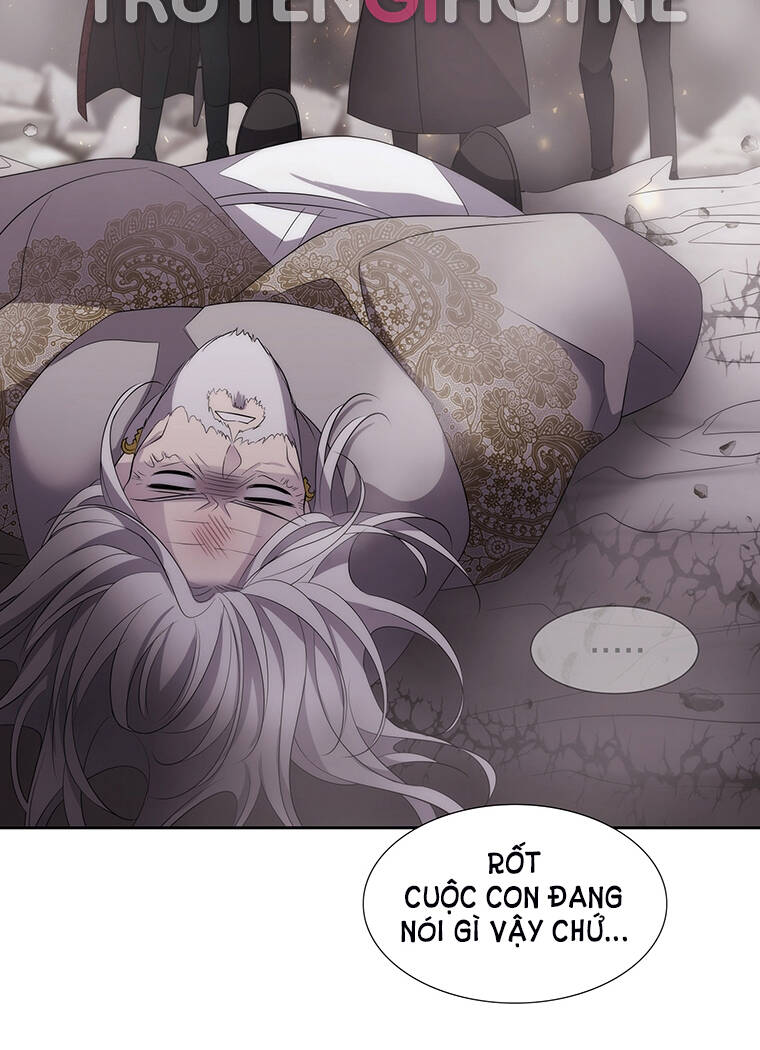 TRUYENGIHOTNE
.....
RỐT
CUỘC CON ĐANG
NÓI GÌ VẬY CHỨ...